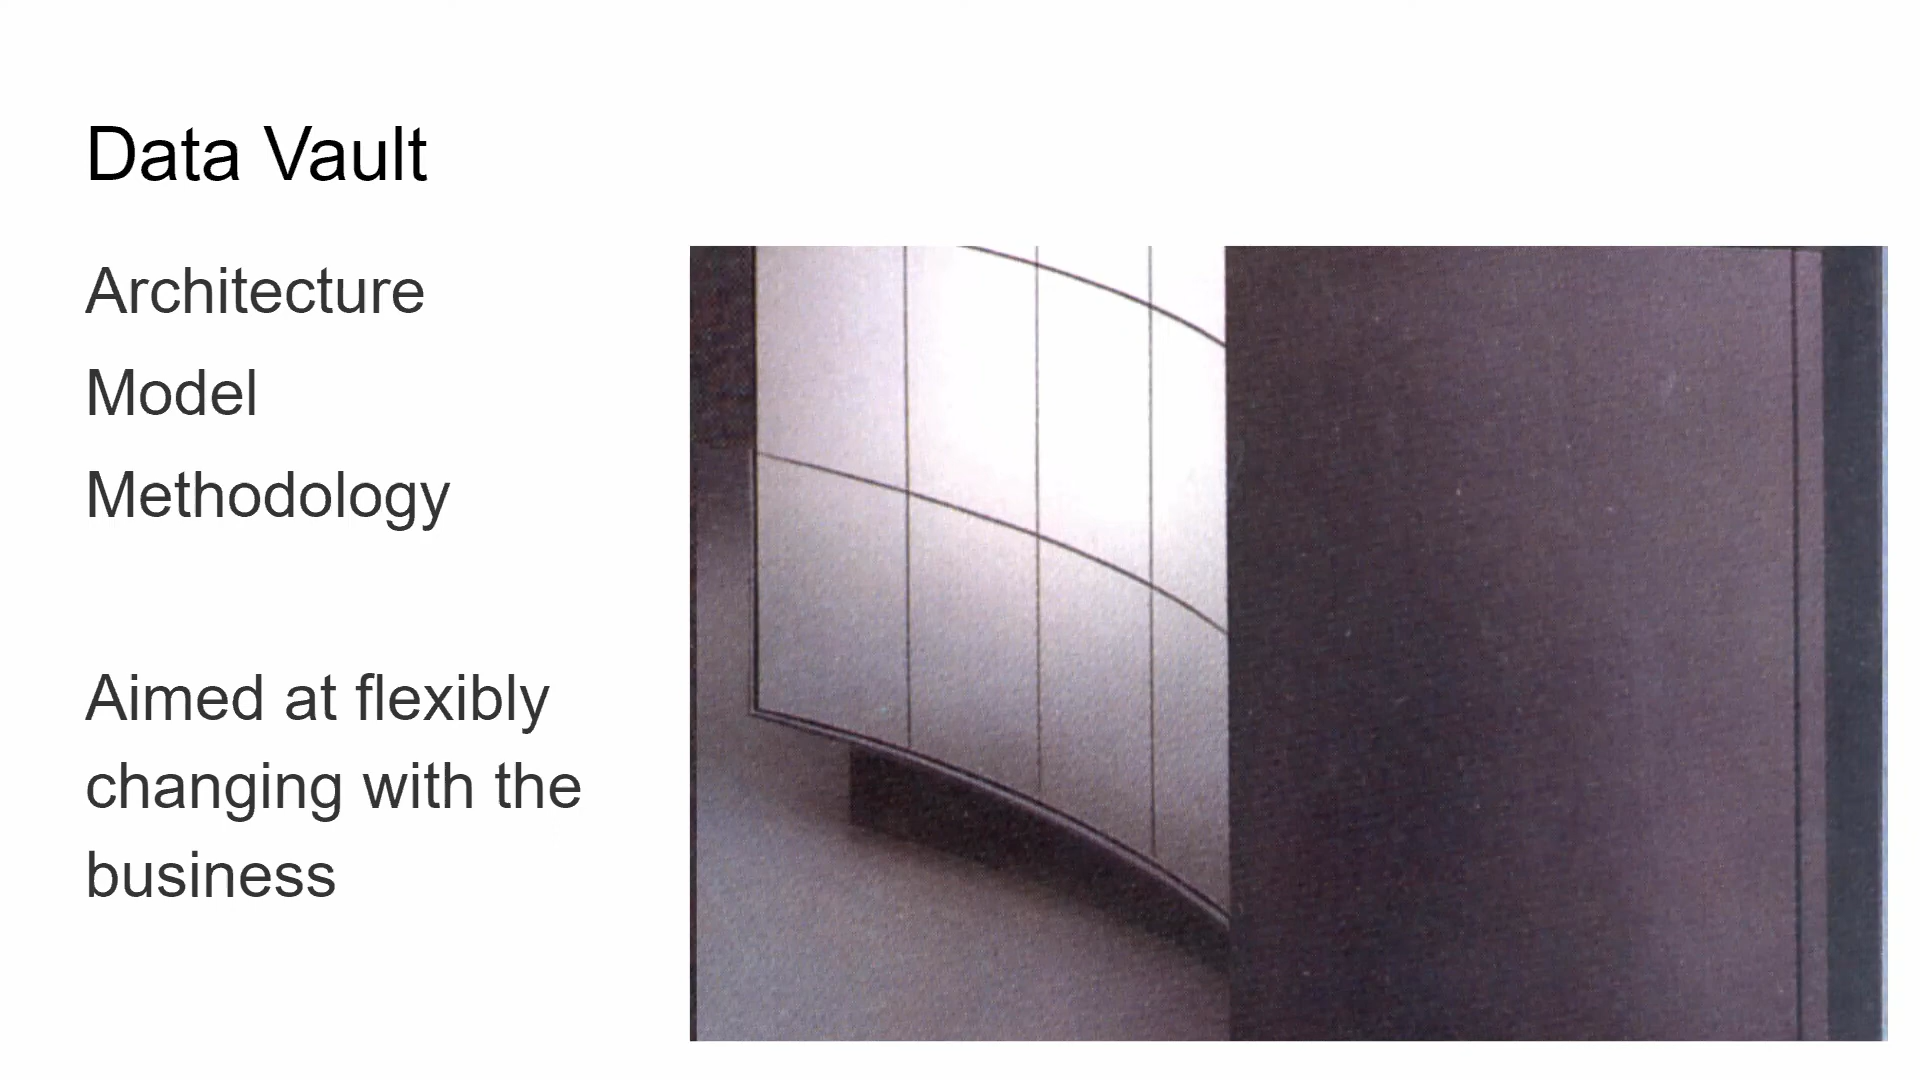 Data Vault
Architecture
Model
Methodology
Aimed at flexibly
changing with the
business